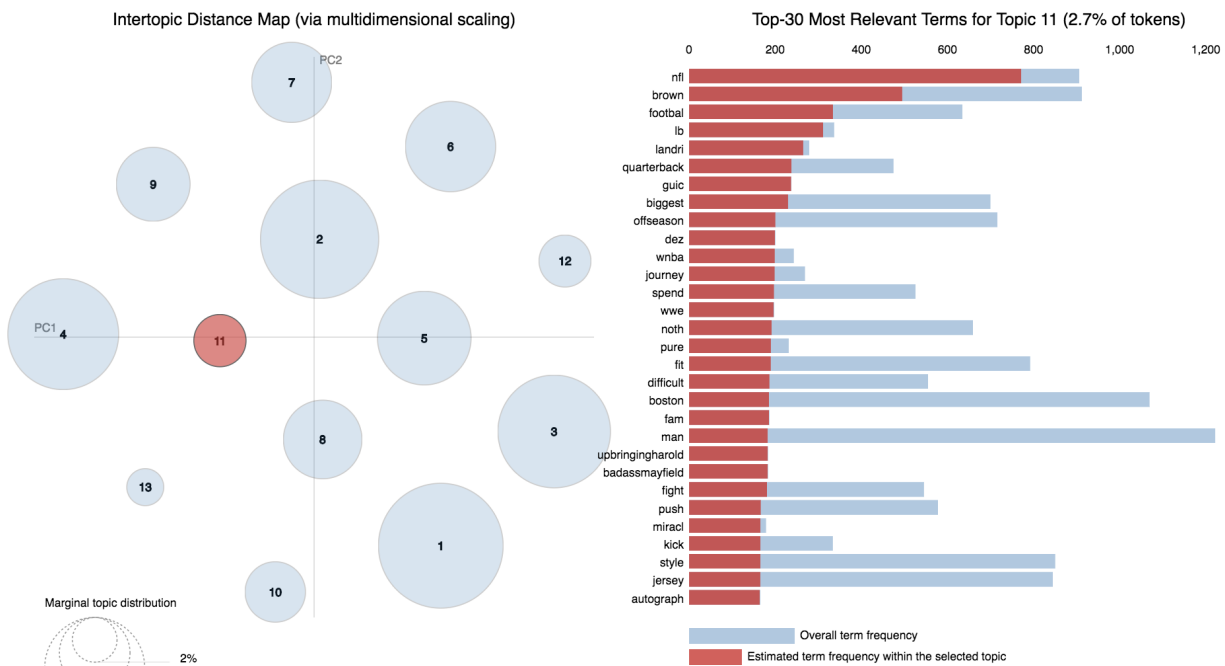 Intertopic Distance Map (via multidimensional scaling)
PC2
7
6
9
2
12
PC1
4
11
5
8
3
13
1
10
Marginal topic distribution
2%
Top-30 Most Relevant Terms for Topic 11 (2.7% of tokens)
0 200 400 600 800 1,000 1,200
nfl
brown
footbal
lb
landri
quarterback
guic
biggest
offseason
dez
wnba
journey
spend
wwe
noth
pure
fit
difficult
boston
fam
man
upbringingharold
badassmayfield
fight
push
miracl
kick
style
jersey
autograph
Overall term frequency
Estimated term frequency within the selected topic